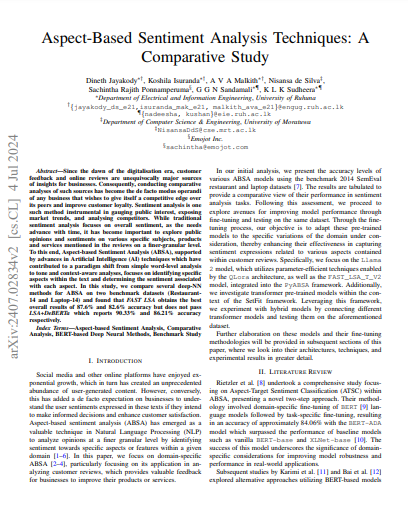 Aspect-Based Sentiment Analysis Techniques: A
Comparative Study
Dineth Jayakody*†, Koshila Isuranda*†, A V A Malkith*†, Nisansa de Silva‡,
Sachintha Rajith Ponnamperuma§, G G N Sandamali*¶, K L K Sudheera*¶
*Department of Electrical and Information Engineering, University of Ruhuna
†{jayakody_ds_e21,isuranda_mak_e21, malkith_ava_e21}@engug.ruh.ac.lk
¶{nadeesha, kushan}@eie.ruh.ac.lk
‡Department of Computer Science & Engineering, University of Moratuwa
‡NisansaDdS@cse.mrt.ac.lk
§Emojot Inc.
§sachintha@emojot.com
arXiv:2407.02834v2 [cs.CL] 4 Jul 2024
Abstract—Since the dawn of the digitalisation era, customer
feedback and online reviews are unequivocally major sources
of insights for businesses. Consequently, conducting comparative
analyses of such sources has become the de facto modus operandi
of any business that wishes to give itself a competitive edge over
its peers and improve customer loyalty. Sentiment analysis is one
such method instrumental in gauging public interest, exposing
market trends, and analysing competitors. While traditional
sentiment analysis focuses on overall sentiment, as the needs
advance with time, it has become important to explore public
opinions and sentiments on various specific subjects, products
and services mentioned in the reviews on a finer-granular level.
To this end, Aspect-based Sentiment Analysis (ABSA), supported
by advances in Artificial Intelligence (AI) techniques which have
contributed to a paradigm shift from simple word-level analysis
to tone and context-aware analyses, focuses on identifying specific
aspects within the text and determining the sentiment associated
with each aspect. In this study, we compare several deep-NN
methods for ABSA on two benchmark datasets (Restaurant-
14 and Laptop-14) and found that FAST LSA obtains the best
overall results of 87.6% and 82.6% accuracy but does not pass
LSA+DeBERTa which reports 90.33% and 86.21% accuracy
respectively.
Index Terms—Aspect-based Sentiment Analysis, Comparative
Analysis, BERT-based Deep Neural Methods, Benchmark Study
I. INTRODUCTION
Social media and other online platforms have enjoyed ex-
ponential growth, which in turn has created an unprecedented
abundance of user-generated content. However, conversely,
this has added a de facto expectation on businesses to under-
stand the user sentiments expressed in these texts if they intend
to make informed decisions and enhance customer satisfaction.
Aspect-based sentiment analysis (ABSA) has emerged as a
valuable technique in Natural Language Processing (NLP)
to analyze opinions at a finer granular level by identifying
sentiment towards specific aspects or features within a given
domain [1–6]. In this paper, we focus on domain-specific
ABSA [2–4], particularly focusing on its application in an-
alyzing customer reviews, which provides valuable feedback
for businesses to improve their products or services.
In our initial analysis, we present the accuracy levels of
various ABSA models using the benchmark 2014 SemEval
restaurant and laptop datasets [7]. The results are tabulated to
provide a comparative view of their performance in sentiment
analysis tasks. Following this assessment, we proceed to
explore avenues for improving model performance through
fine-tuning and testing on the same dataset. Through the fine-
tuning process, our objective is to adapt these pre-trained
models to the specific variations of the domain under con-
sideration, thereby enhancing their effectiveness in capturing
sentiment expressions related to various aspects contained
within customer reviews. Specifically, we focus on the Llama
2 model, which utilizes parameter-efficient techniques enabled
by the QLora architecture, as well as the FAST_LSA_T_V2
model, integrated into the PyABSA framework. Additionally,
we investigate transformer pre-trained models within the con-
text of the SetFit framework. Leveraging this framework,
we experiment with hybrid models by connecting different
transformer models and testing them on the aforementioned
dataset.
Further elaboration on these models and their fine-tuning
methodologies will be provided in subsequent sections of this
paper, where we look into their architectures, techniques, and
experimental results in greater detail.
II. LITERATURE REVIEW
Rietzler et al. [8] undertook a comprehensive study focus-
ing on Aspect-Target Sentiment Classification (ATSC) within
ABSA, presenting a novel two-step approach. Their method-
ology involved domain-specific fine-tuning of BERT [9] lan-
guage models followed by task-specific fine-tuning, resulting
in an accuracy of approximately 84.06% with the BERT-ADA
model which surpassed the performance of baseline models
such as vanilla BERT-base and XLNet-base [10]. The
success of this model underscores the significance of domain-
specific considerations for improving model robustness and
performance in real-world applications.
Subsequent studies by Karimi et al. [11] and Bai et al. [12]
explored alternative approaches utilizing BERT-based models